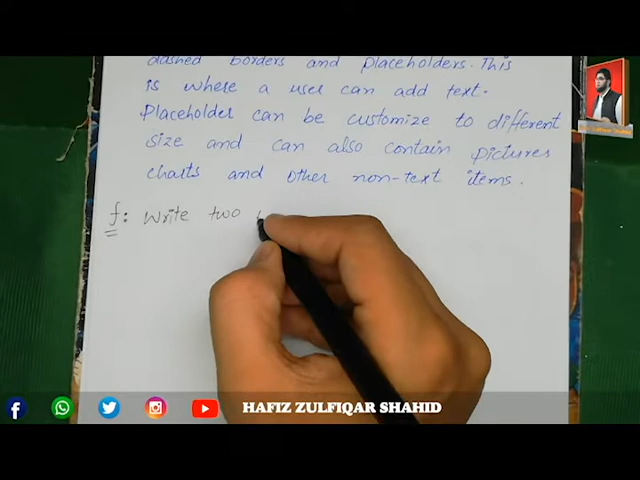 dashed borders and placeholders. This
is where a user can add text.
Placeholder can be customize to different
size and can also contain pictures
charts and other non-text items.
f: Write two
HAFIZ ZULFIQAR SHAHID